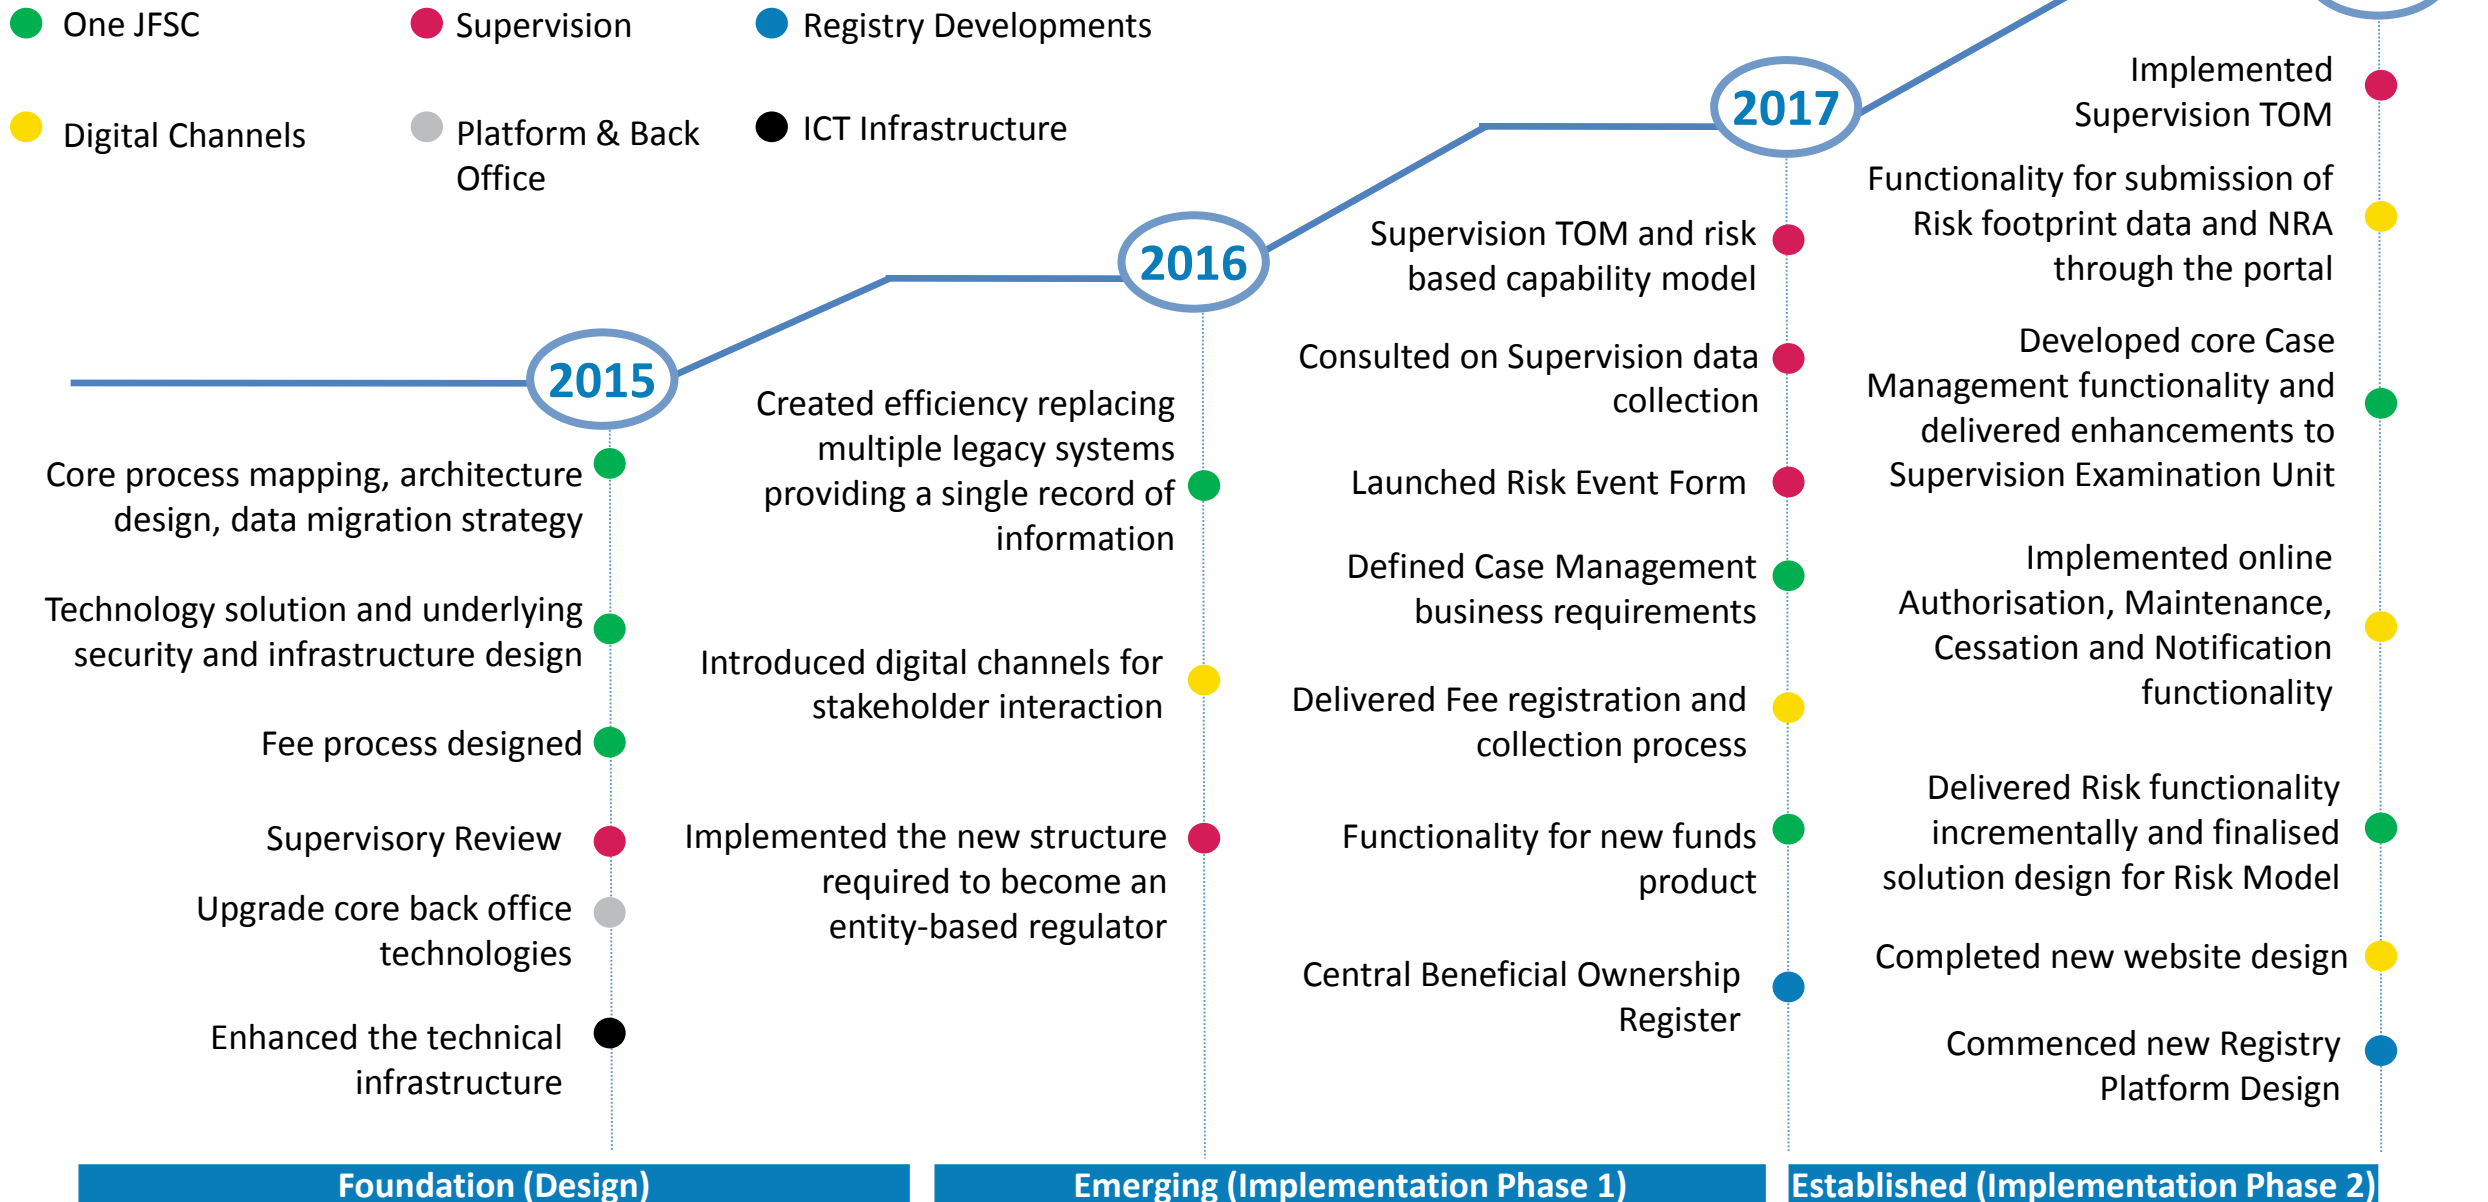 One JFSC
Supervision
Registry Developments
Digital Channels
Platform & Back
Office
ICT Infrastructure
2015
Core process mapping, architecture
design, data migration strategy
Technology solution and underlying
security and infrastructure design
Fee process designed
Supervisory Review
Upgrade core back office
technologies
Enhanced the technical
infrastructure
2016
Created efficiency replacing
multiple legacy systems
providing a single record of
information
Introduced digital channels for
stakeholder interaction
Implemented the new structure
required to become an
entity-based regulator
2017
Supervision TOM and risk
based capability model
Consulted on Supervision data
collection
Launched Risk Event Form
Defined Case Management
business requirements
Delivered Fee registration and
collection process
Functionality for new funds
product
Central Beneficial Ownership
Register
Implemented
Supervision TOM
Functionality for submission of
Risk footprint data and NRA
through the portal
Developed core Case
Management functionality and
delivered enhancements to
Supervision Examination Unit
Implemented online
Authorisation, Maintenance,
Cessation and Notification
functionality
Delivered Risk functionality
incrementally and finalised
solution design for Risk Model
Completed new website design
Commenced new Registry
Platform Design
Foundation (Design)
Emerging (Implementation Phase 1)
Established (Implementation Phase 2)